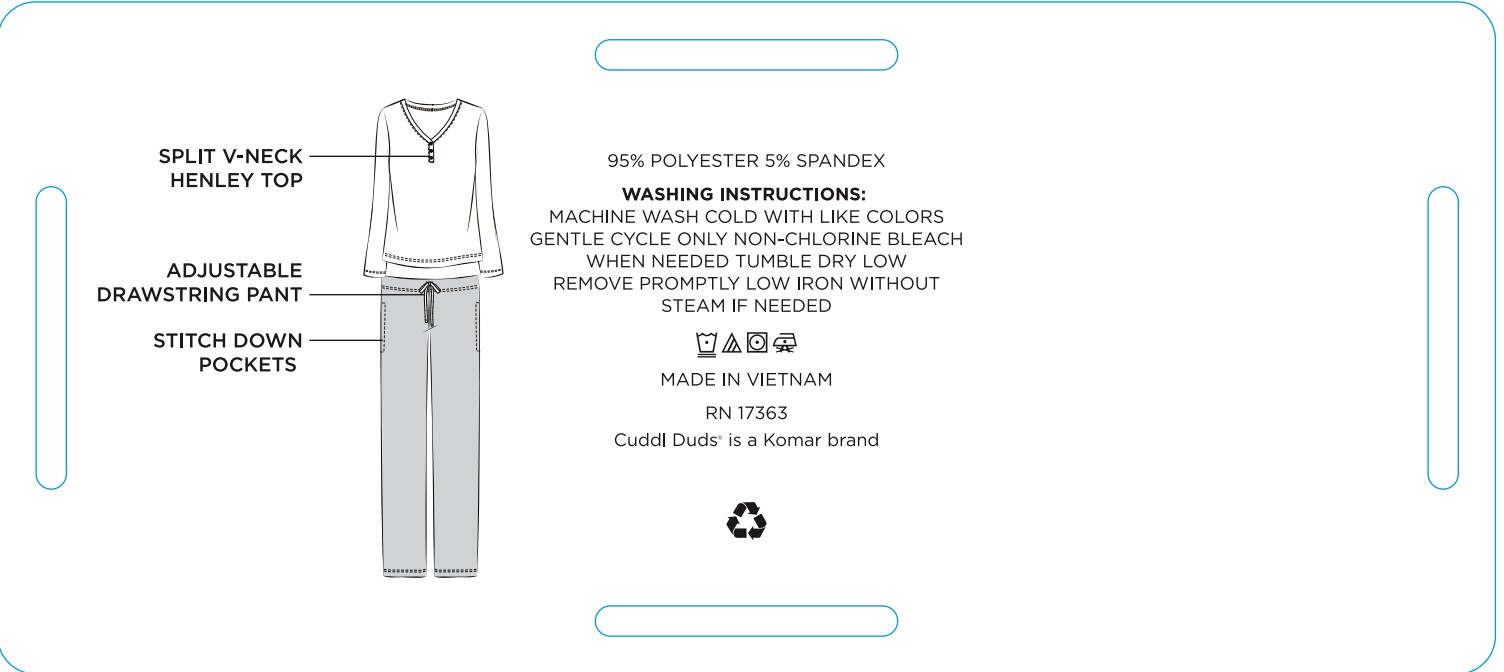 SPLIT V-NECK
HENLEY TOP
ADJUSTABLE
DRAWSTRING PANT
STITCH DOWN
POCKETS
95% POLYESTER 5% SPANDEX
WASHING INSTRUCTIONS:
MACHINE WASH COLD WITH LIKE COLORS
GENTLE CYCLE ONLY NON-CHLORINE BLEACH
WHEN NEEDED TUMBLE DRY LOW
REMOVE PROMPTLY LOW IRON WITHOUT
STEAM IF NEEDED
MADE IN VIETNAM
RN 17363
Cuddl Duds® is a Komar brand